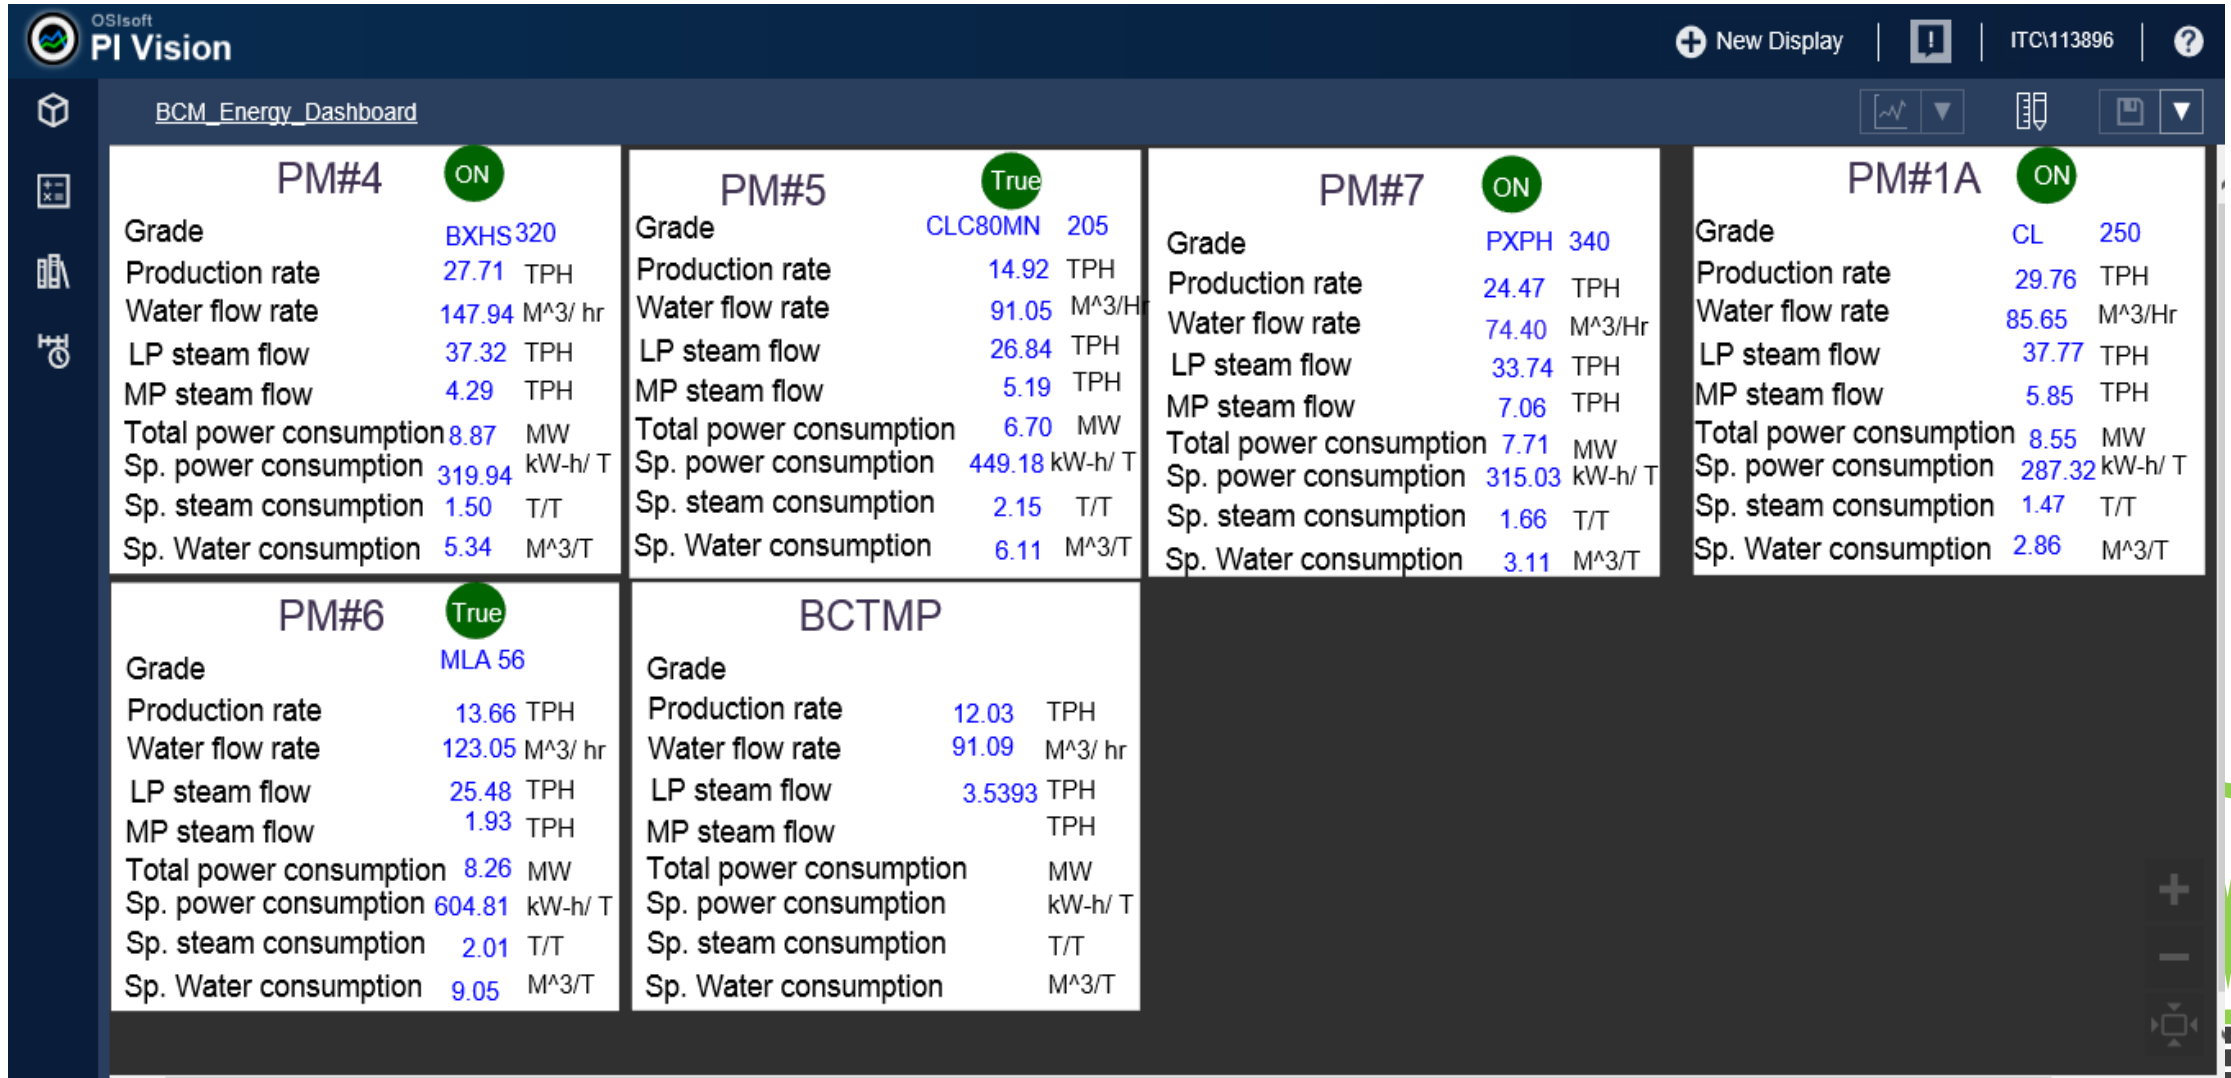 OSIsoft
PI Vision
New Display
ITC\113896
BCM_Energy_Dashboard
PM#4 ON
Grade BXHS 320
Production rate 27.71 TPH
Water flow rate 147.94 M^3/ hr
LP steam flow 37.32 TPH
MP steam flow 4.29 TPH
Total power consumption 8.87 MW
Sp. power consumption 319.94 kW-h/ T
Sp. steam consumption 1.50 T/T
Sp. Water consumption 5.34 M^3/T
PM#5 True
Grade CLC80MN 205
Production rate 14.92 TPH
Water flow rate 91.05 M^3/Hr
LP steam flow 26.84 TPH
MP steam flow 5.19 TPH
Total power consumption 6.70 MW
Sp. power consumption 449.18 kW-h/ T
Sp. steam consumption 2.15 T/T
Sp. Water consumption 6.11 M^3/T
PM#7 ON
Grade PXPH 340
Production rate 24.47 TPH
Water flow rate 74.40 M^3/Hr
LP steam flow 33.74 TPH
MP steam flow 7.06 TPH
Total power consumption 7.71 MW
Sp. power consumption 315.03 kW-h/ T
Sp. steam consumption 1.66 T/T
Sp. Water consumption 3.11 M^3/T
PM#1A ON
Grade CL 250
Production rate 29.76 TPH
Water flow rate 85.65 M^3/Hr
LP steam flow 37.77 TPH
MP steam flow 5.85 TPH
Total power consumption 8.55 MW
Sp. power consumption 287.32 kW-h/ T
Sp. steam consumption 1.47 T/T
Sp. Water consumption 2.86 M^3/T
PM#6 True
Grade MLA 56
Production rate 13.66 TPH
Water flow rate 123.05 M^3/ hr
LP steam flow 25.48 TPH
MP steam flow 1.93 TPH
Total power consumption 8.26 MW
Sp. power consumption 604.81 kW-h/ T
Sp. steam consumption 2.01 T/T
Sp. Water consumption 9.05 M^3/T
BCTMP
Grade
Production rate 12.03 TPH
Water flow rate 91.09 M^3/ hr
LP steam flow 3.5393 TPH
MP steam flow TPH
Total power consumption MW
Sp. power consumption kW-h/ T
Sp. steam consumption T/T
Sp. Water consumption M^3/T